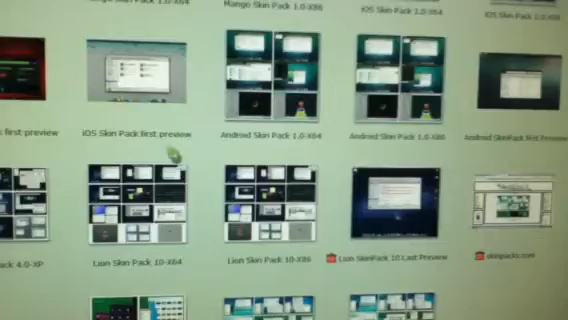 Mango Skin Pack 1.0-X86
iOS Skin Pack 1.0-X64
first preview
iOS Skin Pack first preview
Android Skin Pack 1.0-X64
Android Skin Pack 1.0-X86
Android SkinPack First Preview
Pack 4.0-XP
Lion Skin Pack 10-X64
Lion Skin Pack 10-X86
Lion SkinPack 10 Last Preview
skinpacks.com